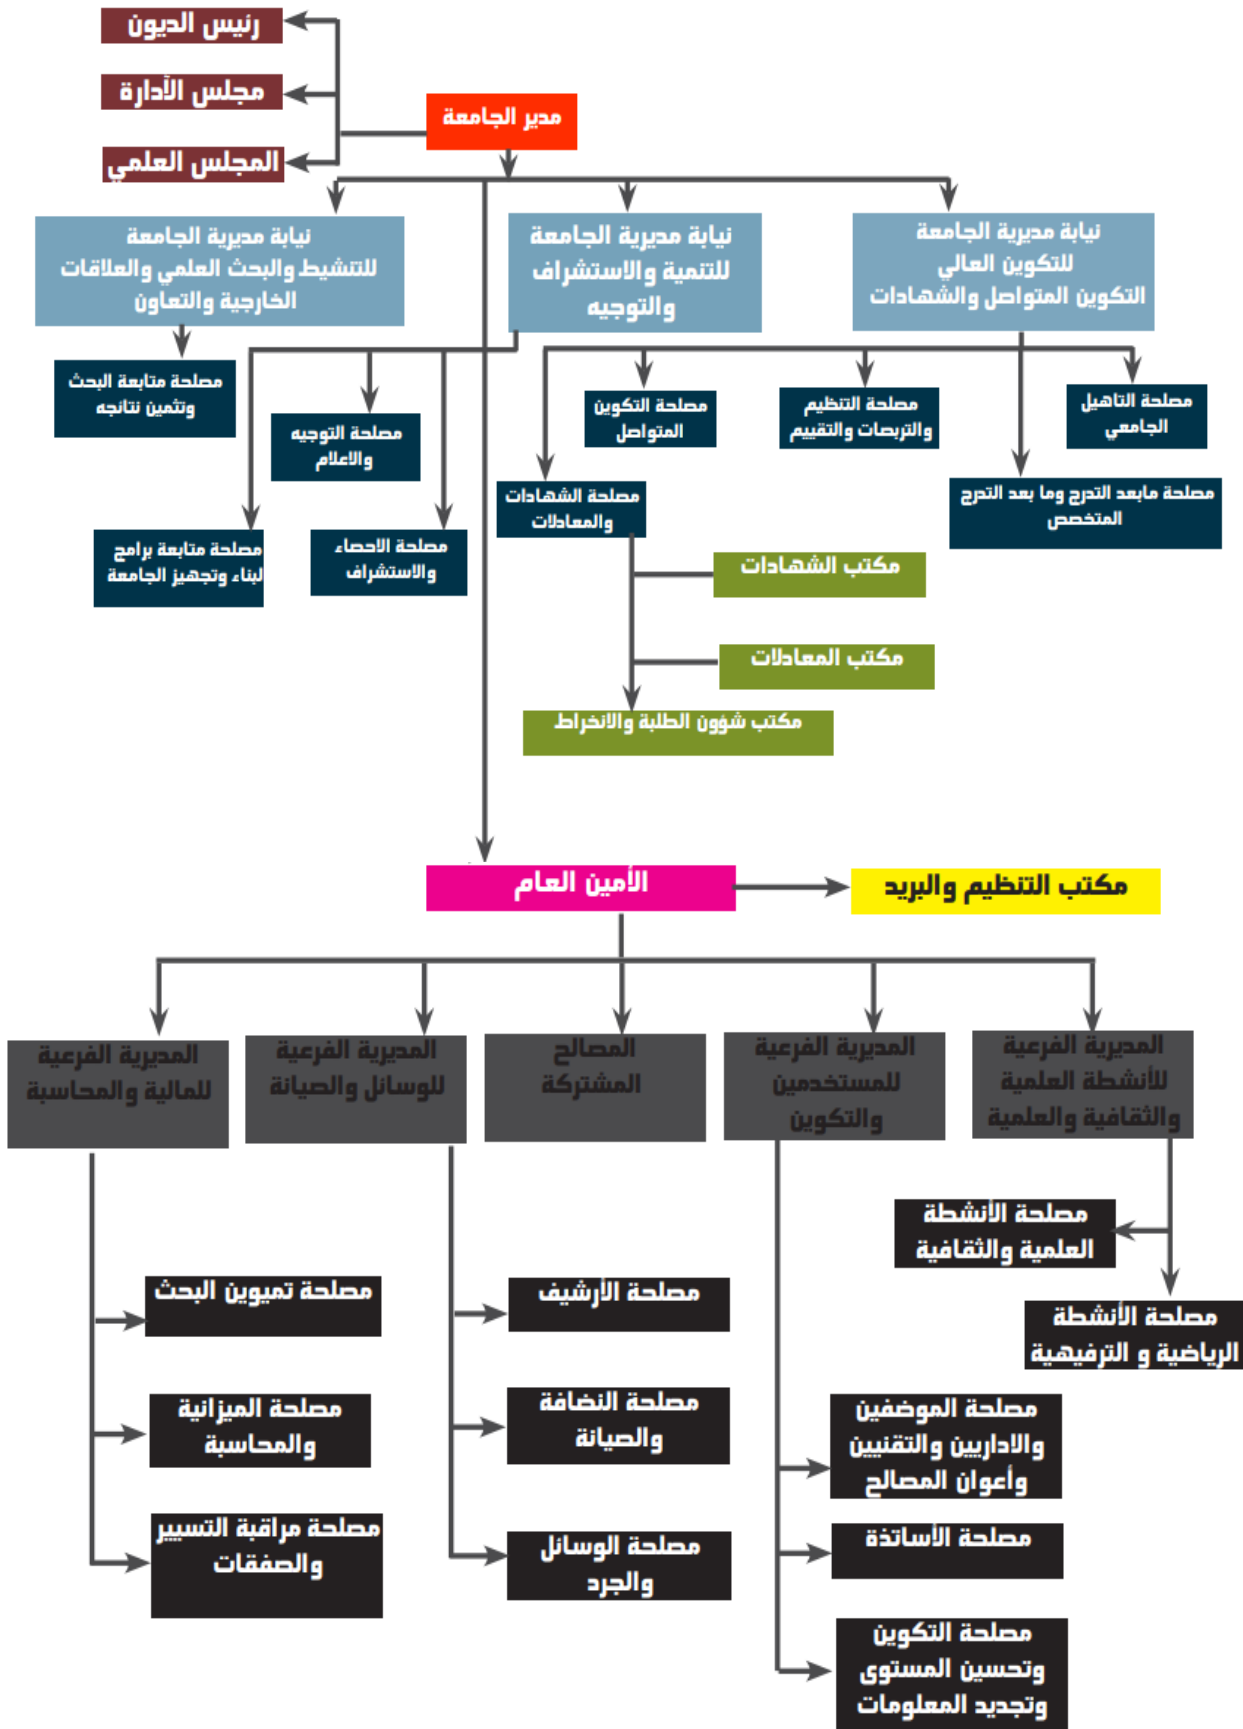 رئيس الديون
مجلس الأدارة
مدير الجامعة
المجلس العلمي
نيابة مديرية الجامعة
للتكوين العالي
التكوين المتواصل والشهادات
نيابة مديرية الجامعة
للتنمية والاستشراف
والتوجيه
نيابة مديرية الجامعة
للتنشيط والبحث العلمي والعلاقات
الخارجية والتعاون
مصلحة التاهيل
الجامعي
مصلحة التنظيم
والتربصات والتقييم
مصلحة التكوين
المتواصل
مصلحة متابعة البحث
وتثمين نتائجه
مصلحة التوجيه
والاعلام
مصلحة مابعد التدرج وما بعد التدرج
المتخصص
مصلحة الشهادات
والمعادلات
مصلحة الاحصاء
والاستشراف
مصلحة متابعة برامج
لبناء وتجهيز الجامعة
مكتب الشهادات
مكتب المعادلات
مكتب شؤون الطلبة والانخراط
الأمين العام
مكتب التنظيم والبريد
المديرية الفرعية
للأنشطة العلمية
والثقافية والعلمية
المديرية الفرعية
للمستخدمين
والتكوين
المصالح
المشتركة
المديرية الفرعية
للوسائل والصيانة
المديرية الفرعية
للمالية والمحاسبة
مصلحة الأنشطة
العلمية والثقافية
مصلحة الأنشطة
الرياضية و الترفيهية
مصلحة الموضفين
والاداريين والتقنيين
وأعوان المصالح
مصلحة الأساتذة
مصلحة التكوين
وتحسين المستوى
وتجديد المعلومات
مصلحة الأرشيف
مصلحة النضافة
والصيانة
مصلحة الوسائل
والجرد
مصلحة تميوين البحث
مصلحة الميزانية
والمحاسبة
مصلحة مراقبة التسيير
والصفقات